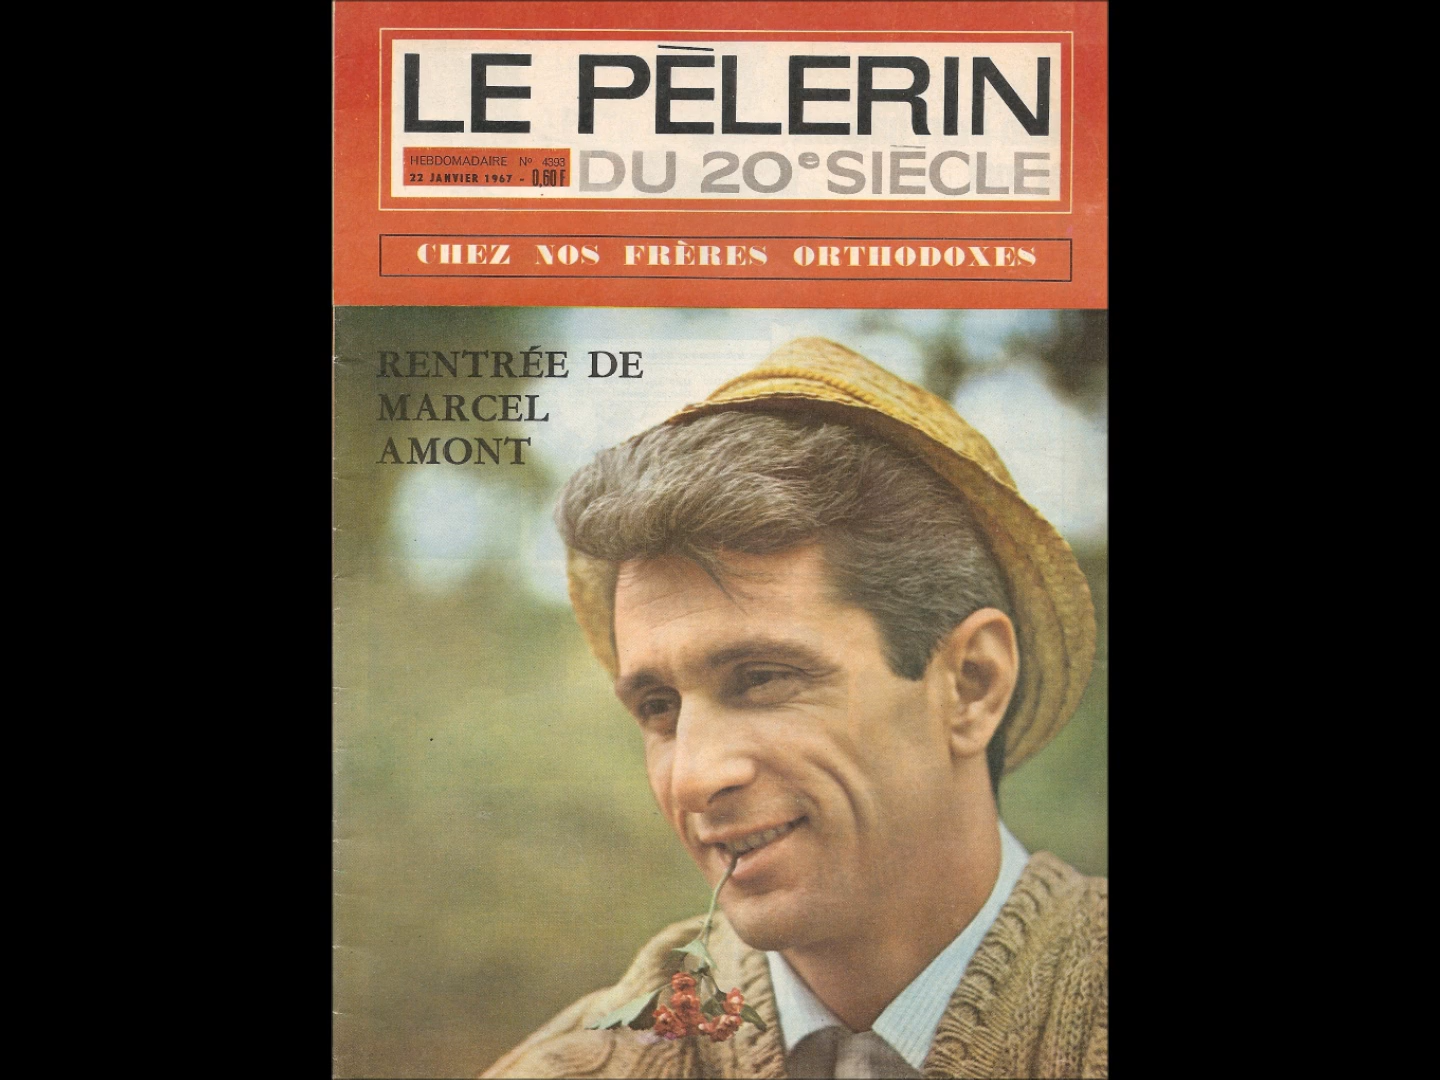 LE PÈLERIN
HEBDOMADAIRE Nº 4393
22 JANVIER 1967 - 0,60 F
DU 20e SIÈCLE
CHEZ NOS FRÈRES ORTHODOXES
RENTRÉE DE
MARCEL
AMONT